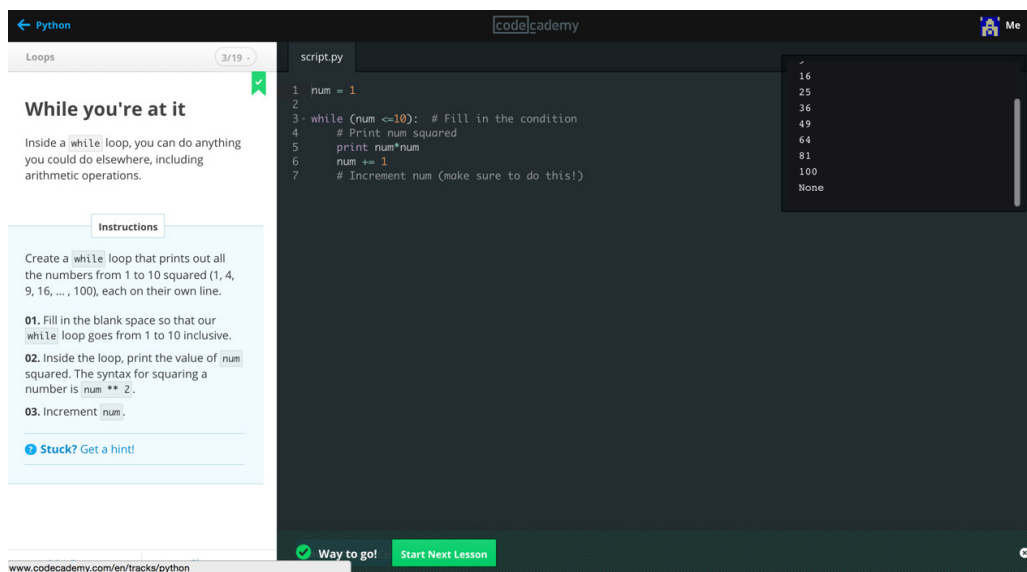 Python
codecademy
Me
Loops
3/19
script.py
While you're at it
Inside a while loop, you can do anything
you could do elsewhere, including
arithmetic operations.
Instructions
Create a while loop that prints out all
the numbers from 1 to 10 squared (1, 4,
9, 16, ... , 100), each on their own line.
01. Fill in the blank space so that our
while loop goes from 1 to 10 inclusive.
02. Inside the loop, print the value of num
squared. The syntax for squaring a
number is num ** 2.
03. Increment num.
? Stuck? Get a hint!
1 num = 1
2
3 while (num <=10): # Fill in the condition
4 # Print num squared
5 print num*num
6 num += 1
7 # Increment num (make sure to do this!)
16
25
36
49
64
81
100
None
Way to go!
Start Next Lesson
www.codecademy.com/en/tracks/python